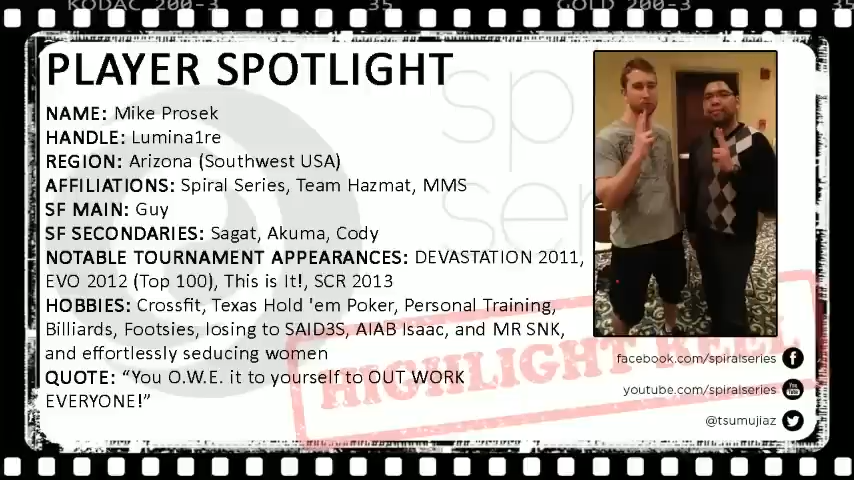 KODAC 200-3 35 GOLD 200-3 35
PLAYER SPOTLIGHT
NAME: Mike Prosek
HANDLE: Lumina1re
REGION: Arizona (Southwest USA)
AFFILIATIONS: Spiral Series, Team Hazmat, MMS
SF MAIN: Guy
SF SECONDARIES: Sagat, Akuma, Cody
NOTABLE TOURNAMENT APPEARANCES: DEVASTATION 2011,
EVO 2012 (Top 100), This is It!, SCR 2013
HOBBIES: Crossfit, Texas Hold 'em Poker, Personal Training,
Billiards, Footsies, losing to SAID3S, AIAB Isaac, and MR SNK,
and effortlessly seducing women
QUOTE: “You O.W.E. it to yourself to OUT WORK
EVERYONE!”
sp
ser
HIGHLIGHT REEL
facebook.com/spiralseries
youtube.com/spiralseries
You Tube
@tsumujiaz